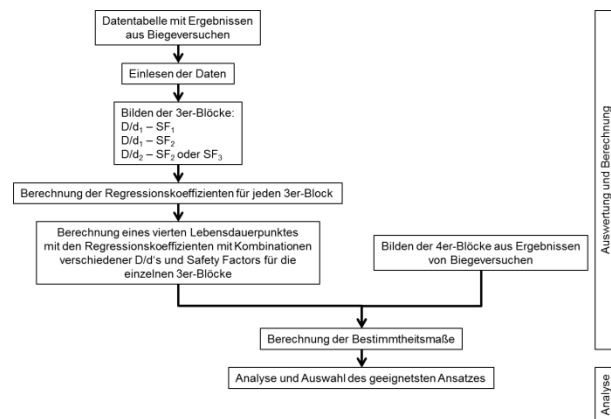 Datentabelle mit Ergebnissen
aus Biegeversuchen
Einlesen der Daten
Bilden der 3er-Blöcke:
D/d₁ – SF₁
D/d₁ – SF₂
D/d₂ – SF₂ oder SF₃
Berechnung der Regressionskoeffizienten für jeden 3er-Block
Berechnung eines vierten Lebensdauerpunktes
mit den Regressionskoeffizienten mit Kombinationen
verschiedener D/d's und Safety Factors für die
einzelnen 3er-Blöcke
Bilden der 4er-Blöcke aus Ergebnissen
von Biegeversuchen
Berechnung der Bestimmtheitsmaße
Analyse und Auswahl des geeignetsten Ansatzes
Auswertung und Berechnung
Analyse